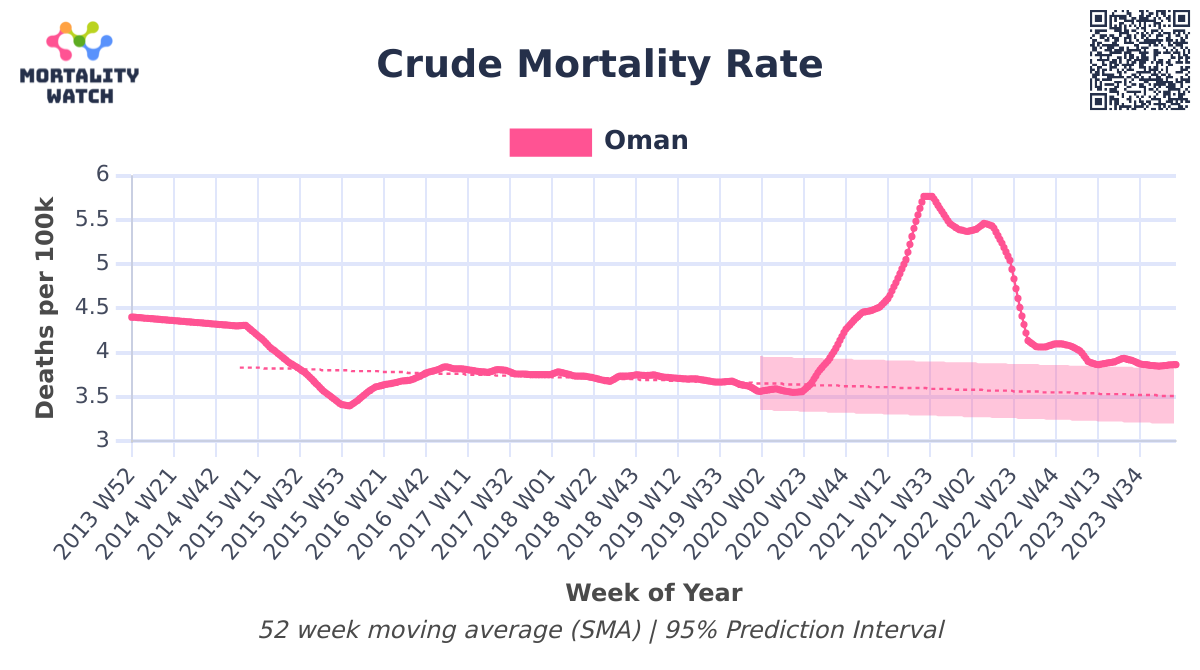 MORTALITY
WATCH
Crude Mortality Rate
Oman
Deaths per 100k
6
5.5
5
4.5
4
3.5
3
2013 W52
2014 W21
2014 W42
2015 W11
2015 W32
2015 W53
2016 W21
2016 W42
2017 W11
2017 W32
2018 W01
2018 W22
2018 W43
2019 W12
2019 W33
2020 W02
2020 W23
2020 W44
2021 W12
2021 W33
2022 W02
2022 W23
2022 W44
2023 W13
2023 W34
Week of Year
52 week moving average (SMA) | 95% Prediction Interval